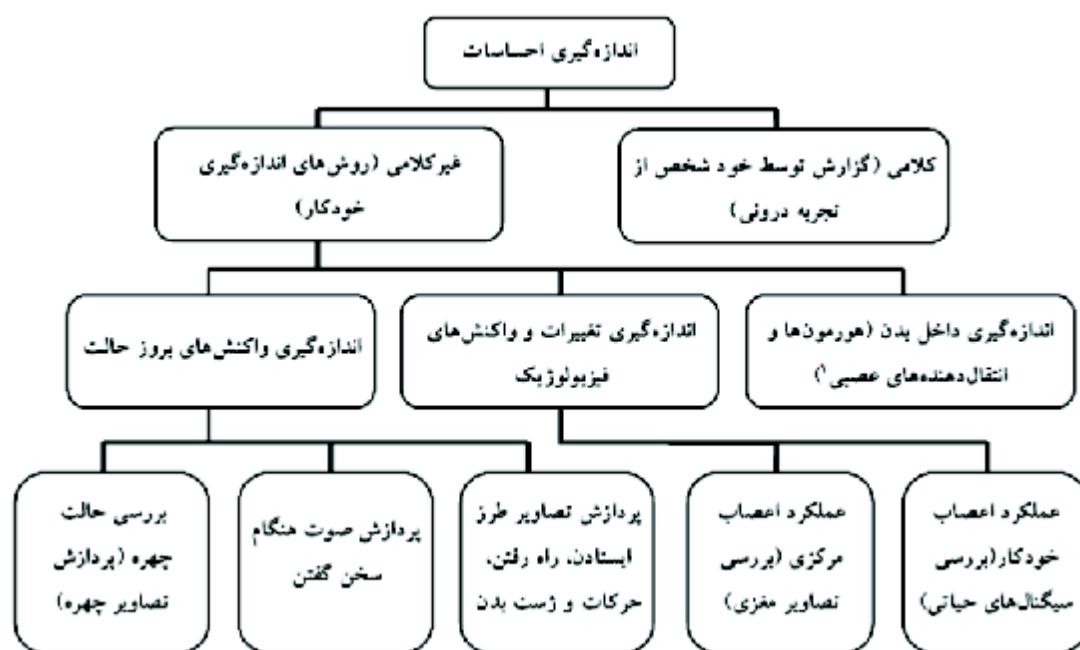 اندازه‌گیری احساسات
کلامی (گزارش توسط خود شخص از
تجربه درونی)
غیرکلامی (روش‌های اندازه‌گیری
خودکار)
اندازه‌گیری داخل بدن (هورمون‌ها و
انتقال‌دهنده‌های عصبی۱)
اندازه‌گیری تغییرات و واکنش‌های
فیزیولوژیک
اندازه‌گیری واکنش‌های بروز حالت
عملکرد اعصاب
خودکار(بررسی
سیگنال‌های حیاتی)
عملکرد اعصاب
مرکزی (بررسی
تصاویر مغزی)
پردازش تصاویر طرز
ایستادن، راه رفتن،
حرکات و ژست بدن
پردازش صوت هنگام
سخن گفتن
بررسی حالت
چهره (پردازش
تصاویر چهره)